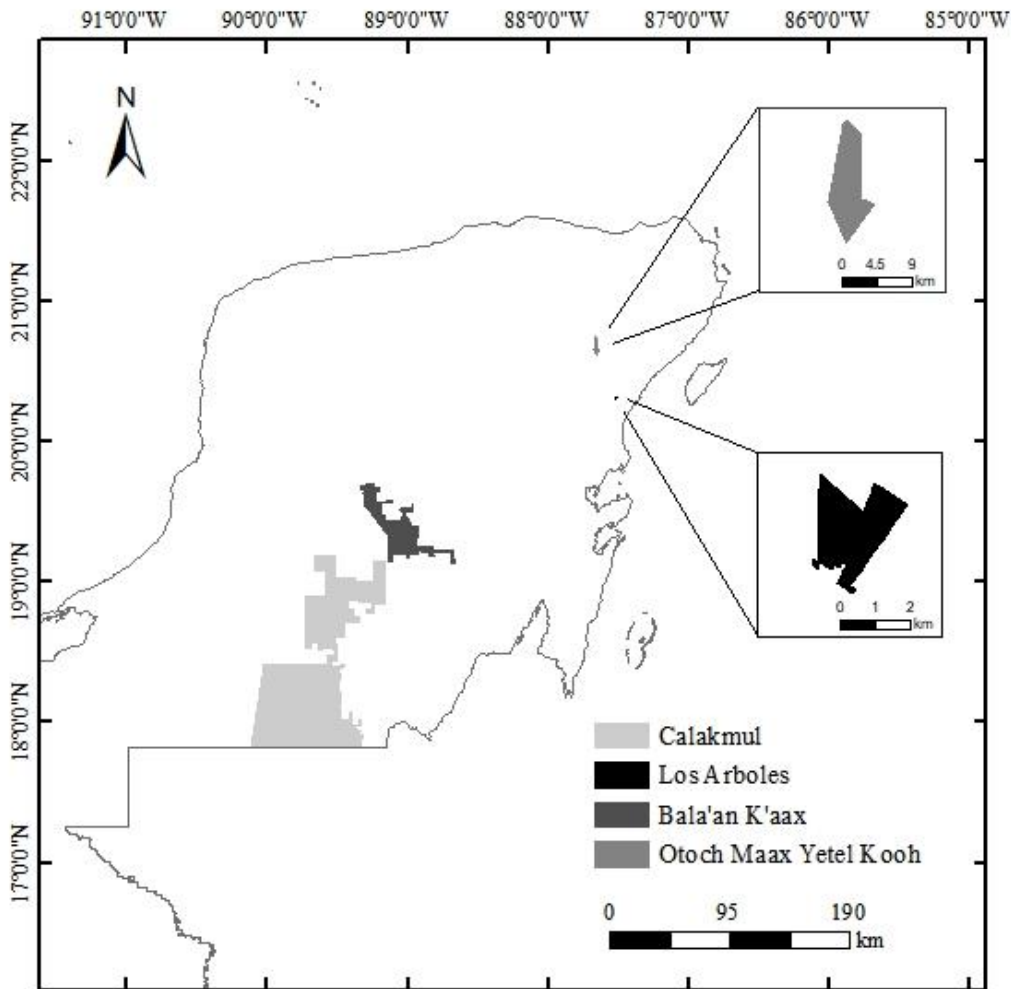 91°0'0"W 90°0'0"W 89°0'0"W 88°0'0"W 87°0'0"W 86°0'0"W 85°0'0"W
N
22°0'0"N
21°0'0"N
20°0'0"N
19°0'0"N
18°0'0"N
17°0'0"N
0 4.5 9
km
0 1 2
km
Calakmul
Los Arboles
Bala'an K'aax
Otoch Maax Yetel Kooh
0 95 190
km